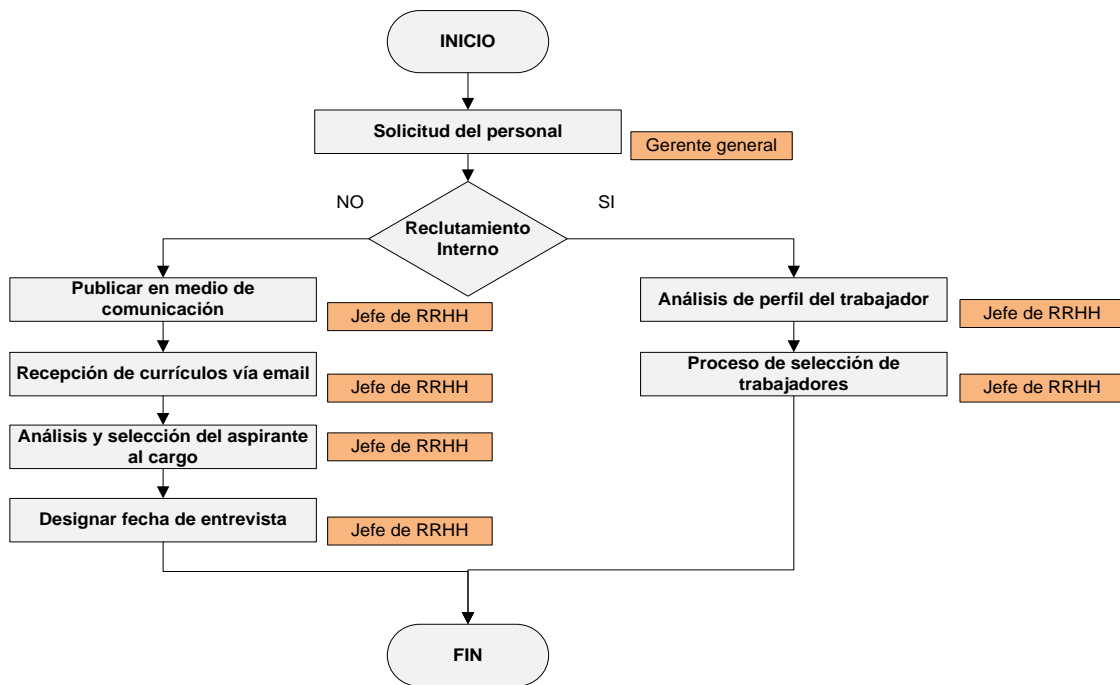 INICIO
Solicitud del personal
Gerente general
NO
SI
Reclutamiento
Interno
Publicar en medio de
comunicación
Jefe de RRHH
Análisis de perfil del trabajador
Jefe de RRHH
Recepción de currículos vía email
Jefe de RRHH
Proceso de selección de
trabajadores
Jefe de RRHH
Análisis y selección del aspirante
al cargo
Jefe de RRHH
Designar fecha de entrevista
Jefe de RRHH
FIN